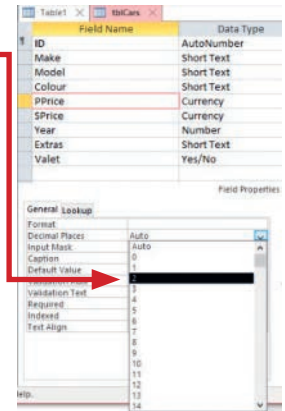 Table1 × tblCars ×
Field Name Data Type
ID AutoNumber
Make Short Text
Model Short Text
Colour Short Text
PPrice Currency
SPrice Currency
Year Number
Extras Short Text
Valet Yes/No
Field Properties
General Lookup
Format
Decimal Places Auto
Input Mask Auto
Caption 0
Default Value 1
2
Validation Text 3
Required 4
Indexed 5
Text Align 6
7
8
9
10
11
12
13
14